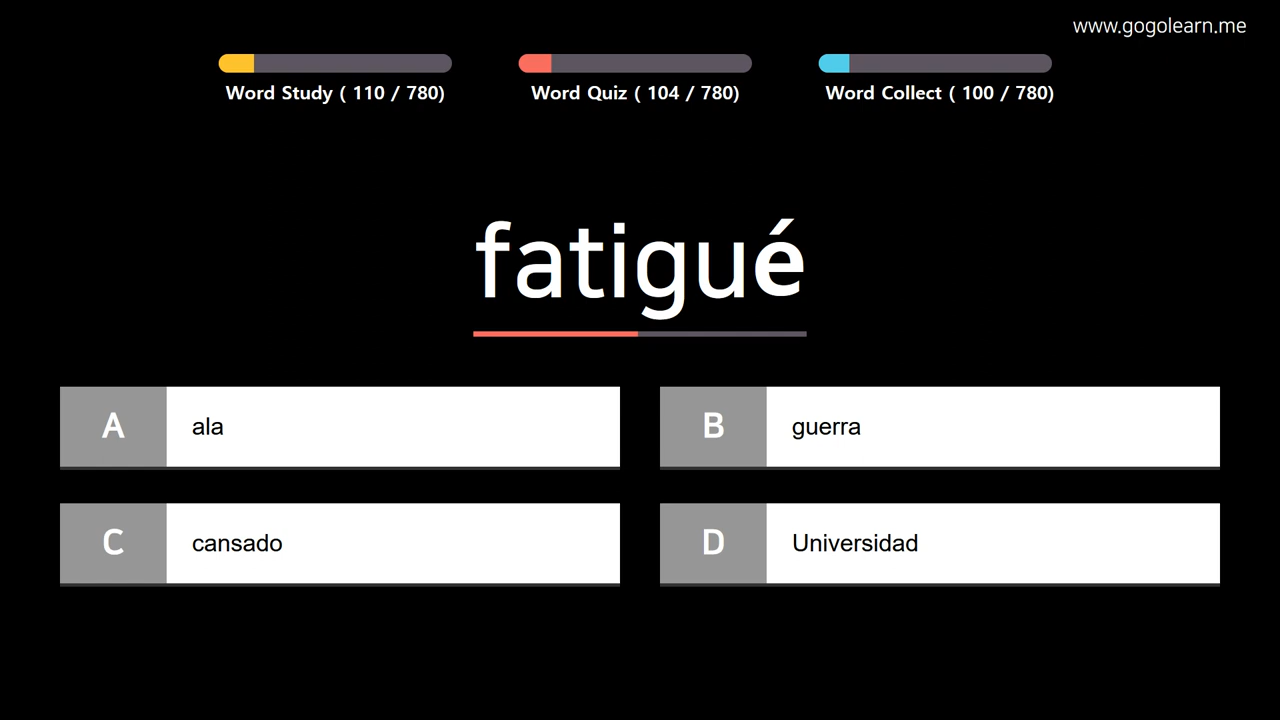 www.gogolearn.me
Word Study ( 110 / 780)
Word Quiz ( 104 / 780)
Word Collect ( 100 / 780)
fatigué
A ala
B guerra
C cansado
D Universidad